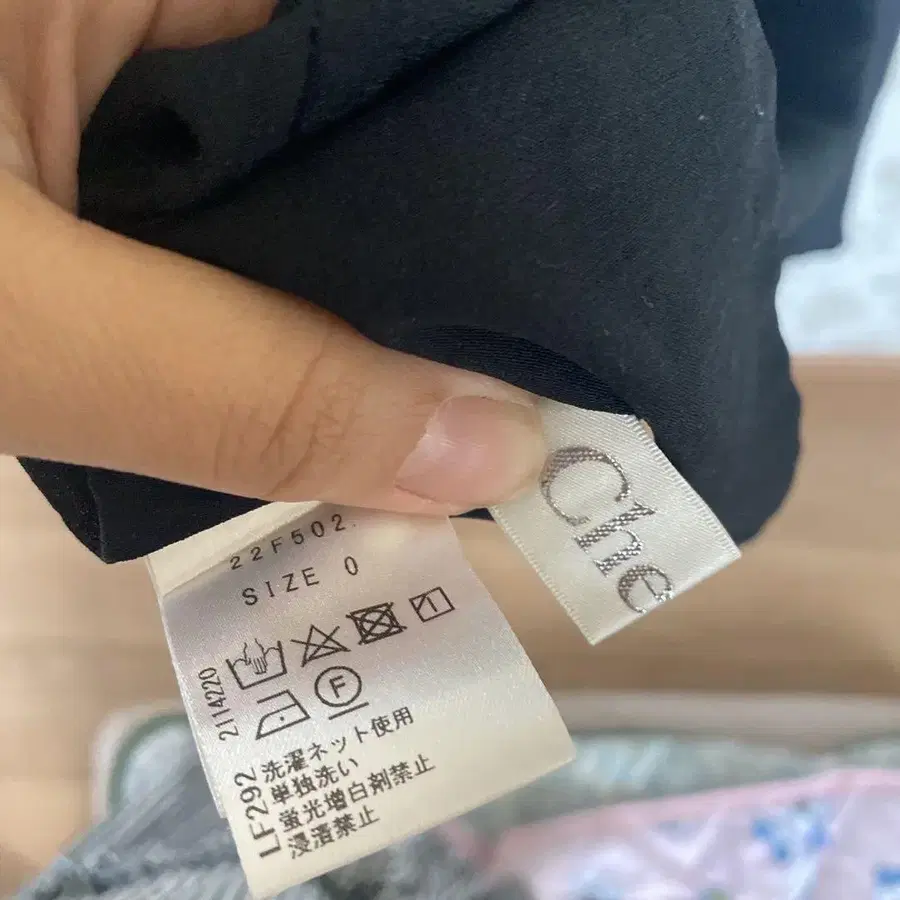 22F502
SIZE 0
2114220
F
LF292
洗濯ネット使用
単独洗い
蛍光増白剤禁止
浸漬禁止
Che